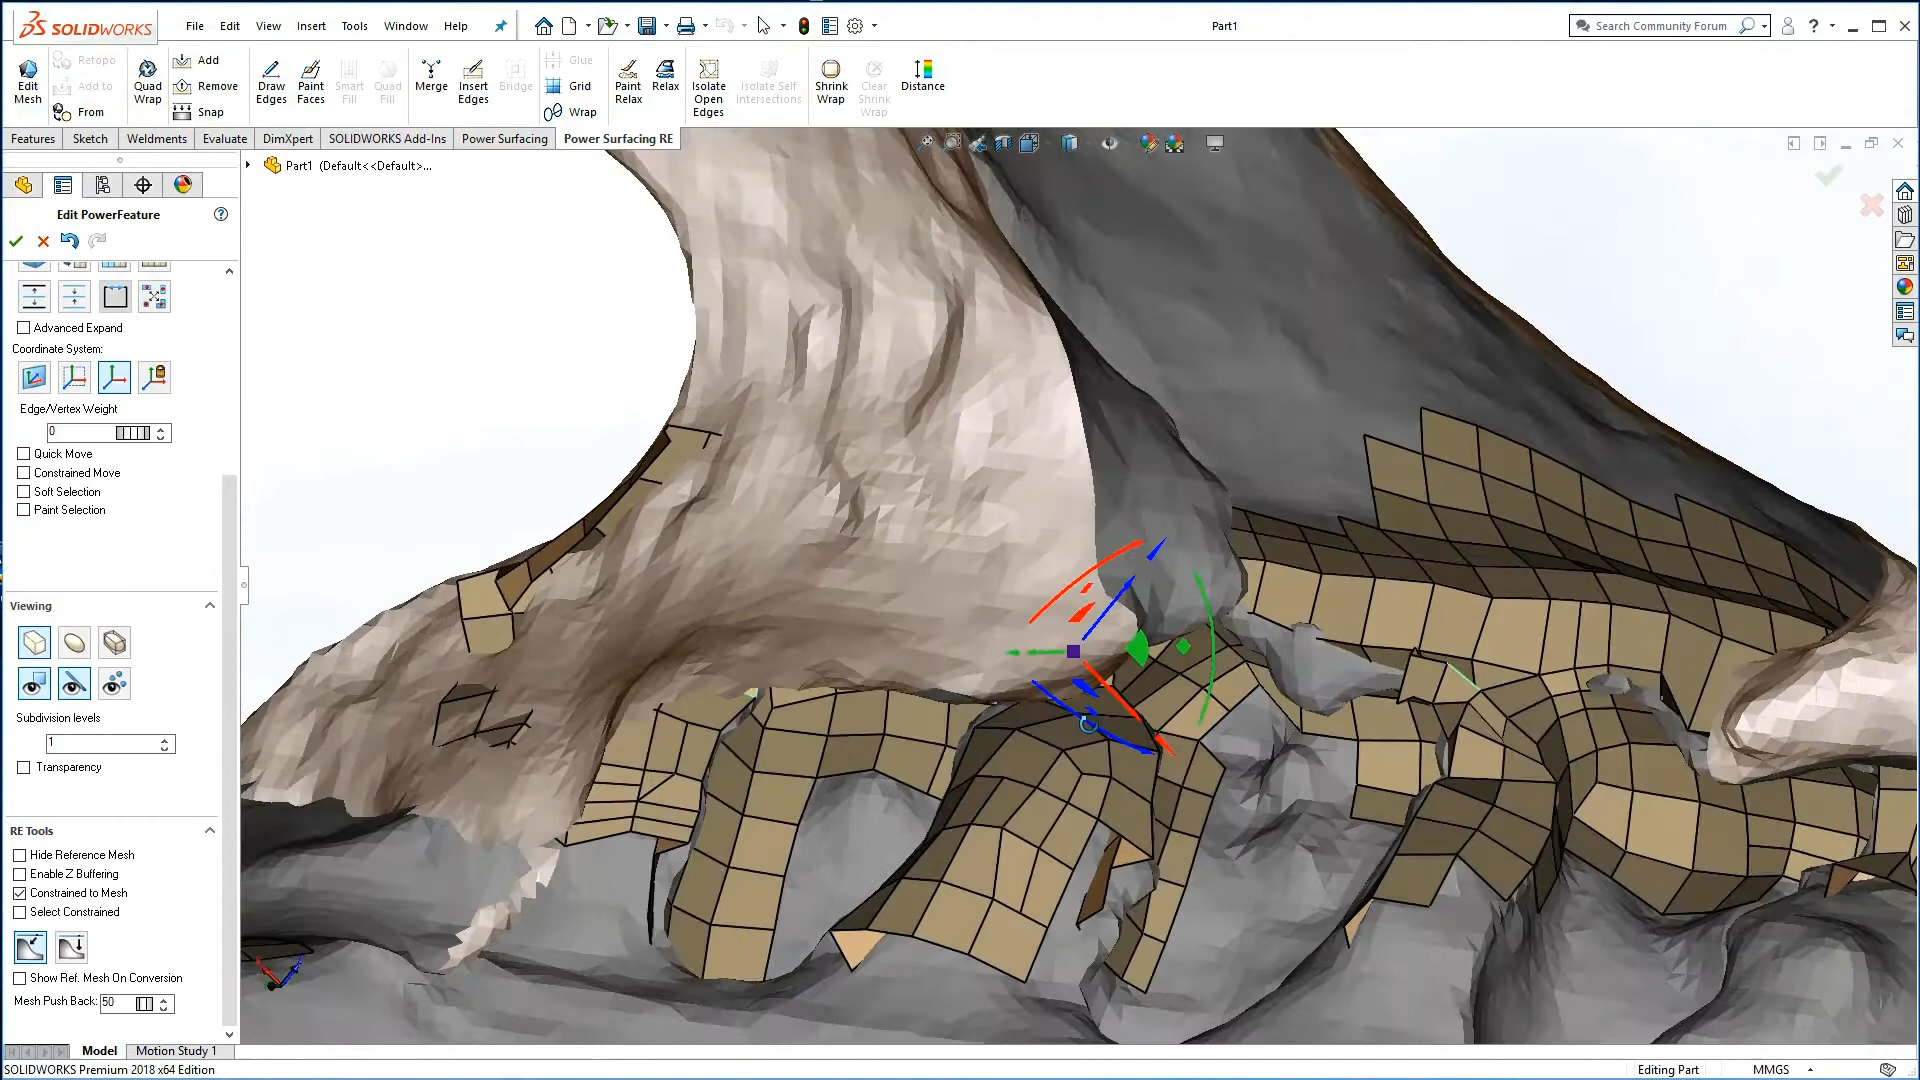 SOLIDWORKS
File Edit View Insert Tools Window Help
Part1
Search Community Forum
?
Edit Mesh
Retopo
Add to
From
Quad Wrap
Add
Remove
Snap
Draw Edges
Paint Faces
Smart Fill
Quad Fill
Merge
Insert Edges
Bridge
Glue
Grid
Wrap
Paint Relax
Relax
Isolate Open Edges
Isolate Self Intersections
Shrink Wrap
Clear Shrink Wrap
Distance
Features Sketch Weldments Evaluate DimXpert SOLIDWORKS Add-Ins Power Surfacing Power Surfacing RE
Part1 (Default<<Default>...
Edit PowerFeature ?
Advanced Expand
Coordinate System:
Edge/Vertex Weight
0
Quick Move
Constrained Move
Soft Selection
Paint Selection
Viewing
Subdivision levels
1
Transparency
RE Tools
Hide Reference Mesh
Enable Z Buffering
Constrained to Mesh
Select Constrained
Show Ref. Mesh On Conversion
Mesh Push Back: 50
Model Motion Study 1
SOLIDWORKS Premium 2018 x64 Edition
Editing Part MMGS